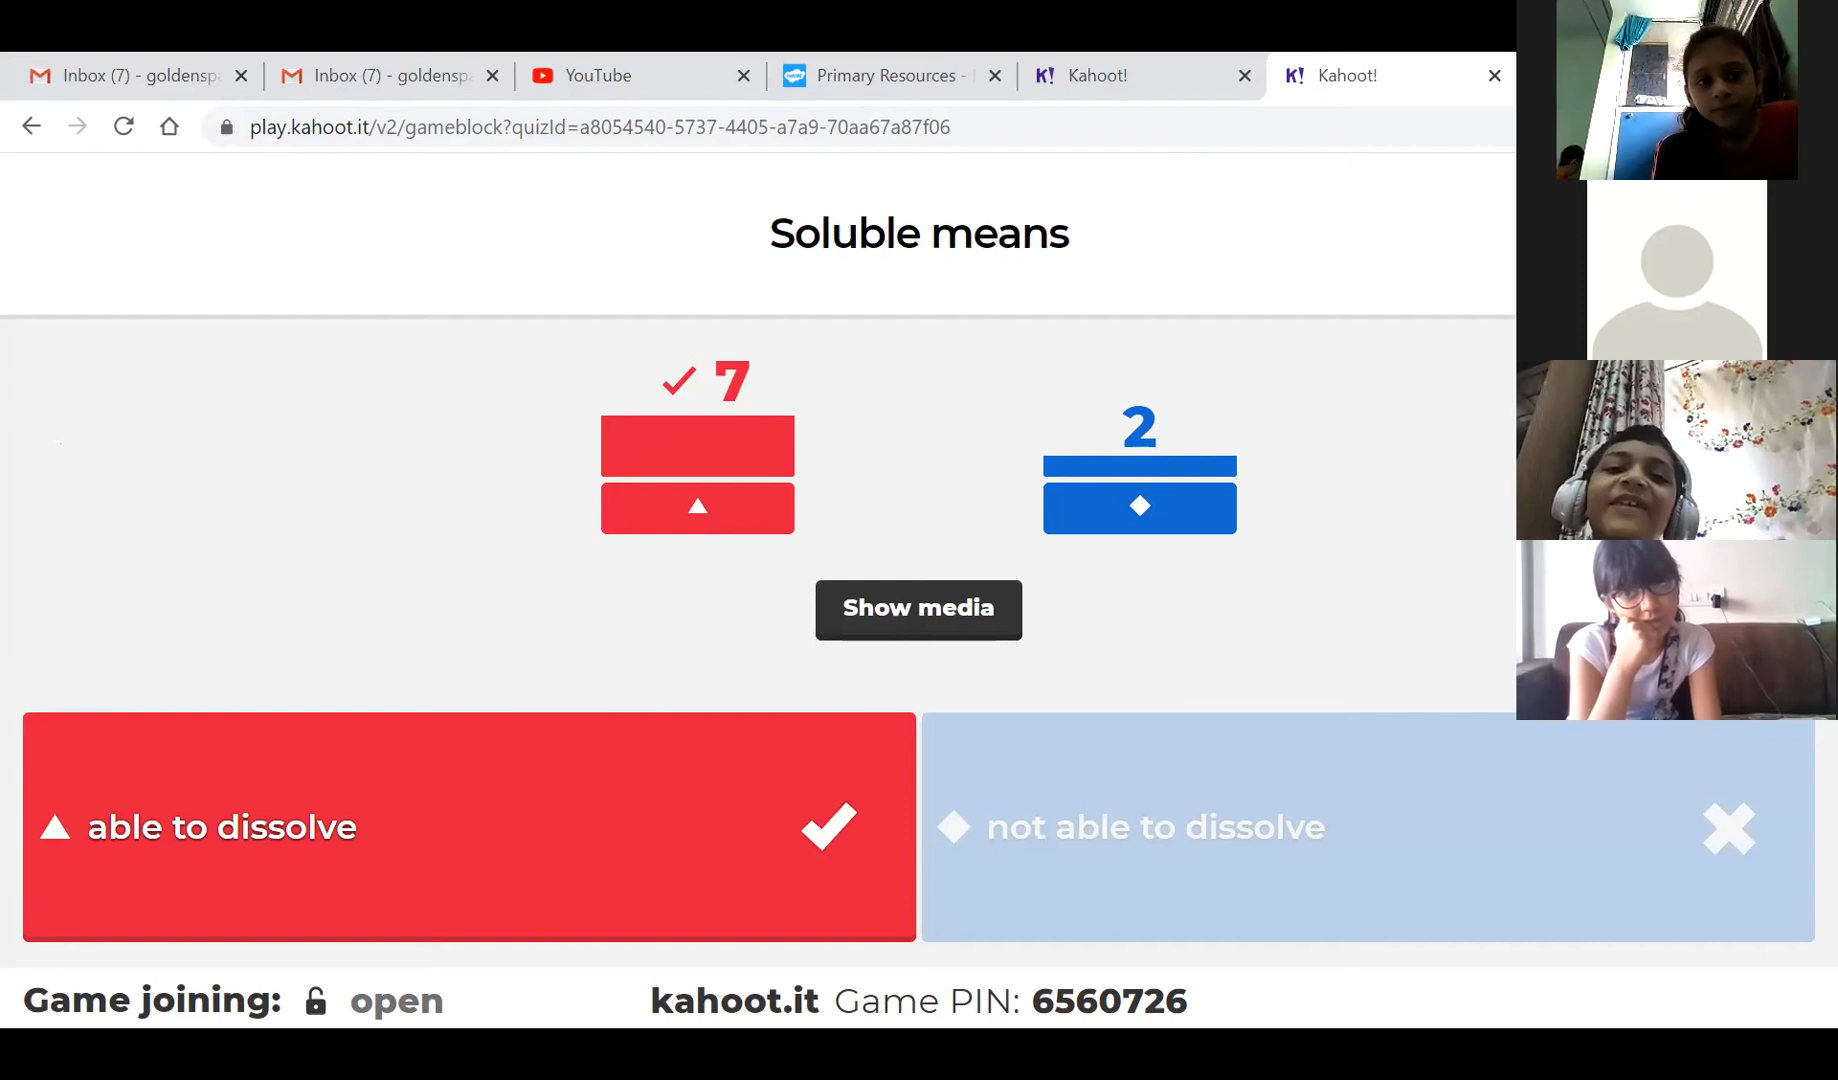 Inbox (7) - goldenspa
Inbox (7) - goldenspa
YouTube
Primary Resources -
K! Kahoot!
K! Kahoot!
play.kahoot.it/v2/gameblock?quizId=a8054540-5737-4405-a7a9-70aa67a87f06
Soluble means
7
2
Show media
able to dissolve
not able to dissolve
Game joining: open
kahoot.it Game PIN: 6560726